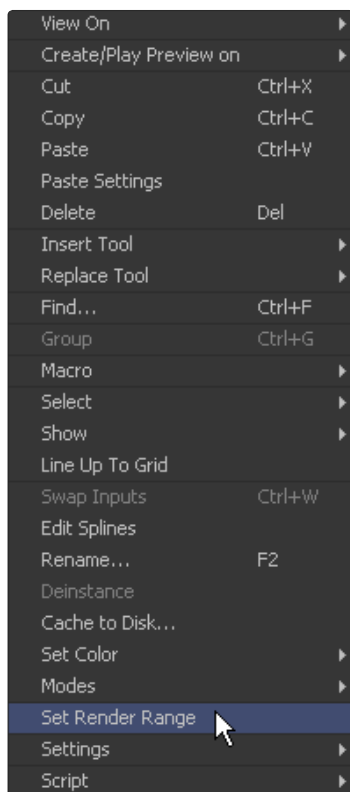 View On
Create/Play Preview on
Cut Ctrl+X
Copy Ctrl+C
Paste Ctrl+V
Paste Settings
Delete Del
Insert Tool
Replace Tool
Find... Ctrl+F
Group Ctrl+G
Macro
Select
Show
Line Up To Grid
Swap Inputs Ctrl+W
Edit Splines
Rename... F2
Deinstance
Cache to Disk...
Set Color
Modes
Set Render Range
Settings
Script